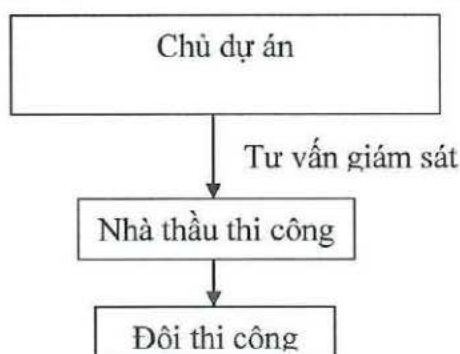 Chủ dự án
Tư vấn giám sát
Nhà thầu thi công
Đội thi công